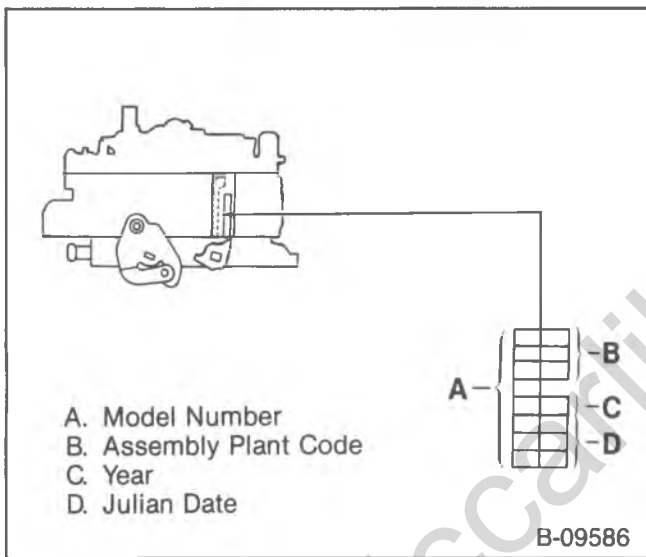 A
B
C
D
A. Model Number
B. Assembly Plant Code
C. Year
D. Julian Date
B-09586